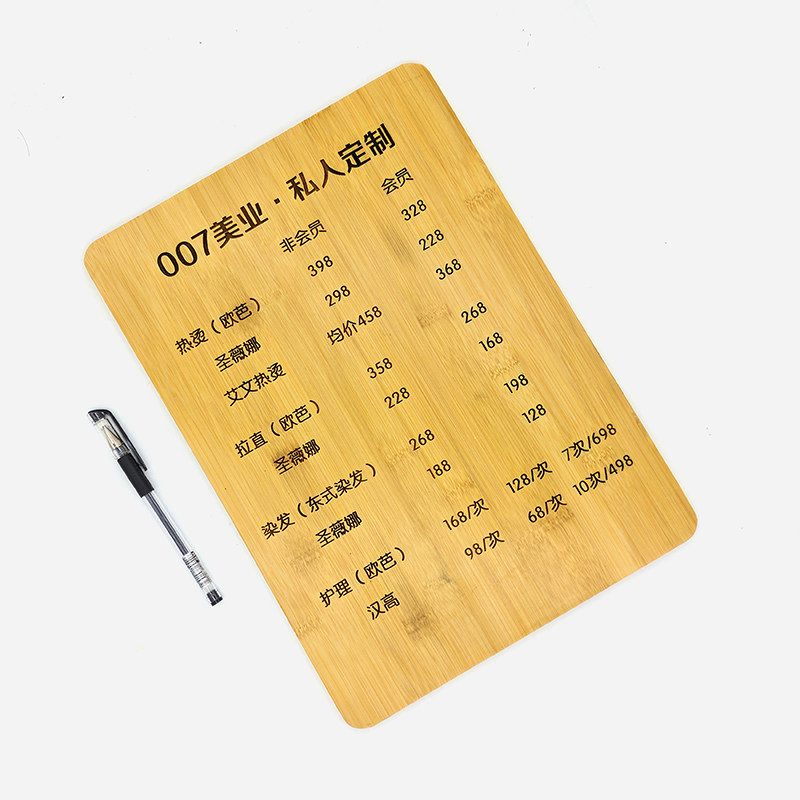 007美业·私人定制
非会员 会员
热烫（欧芭） 398 328
圣薇娜 298 228
艾文热烫 均价458 368
拉直（欧芭） 358 268
圣薇娜 228 168
染发（东式染发） 268 198
圣薇娜 188 128
护理（欧芭） 168/次 128/次 7次/698
汉高 98/次 68/次 10次/498